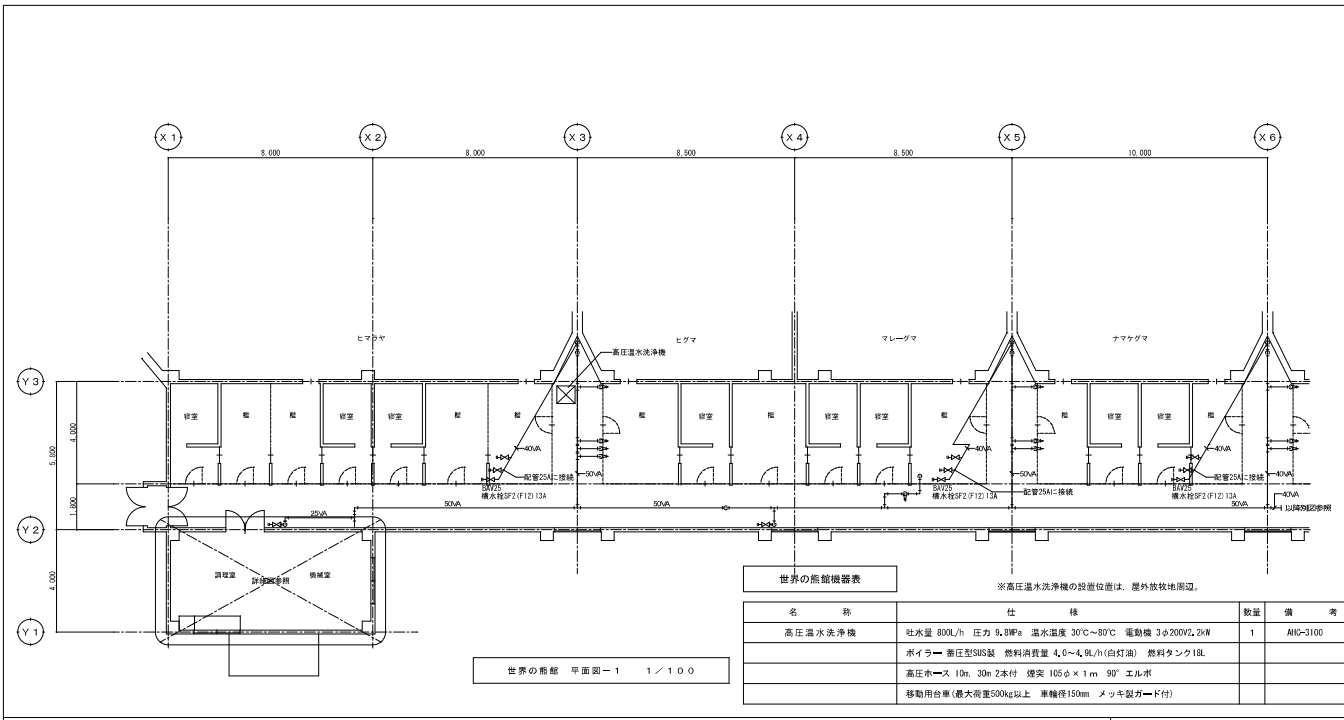 X1 X2 X3 X4 X5 X6
8,000 8,000 8,500 8,500 10,000
ヒマラヤ ヒグマ マレーグマ ナマケグマ
高圧温水洗浄機
Y3
寝室 檻 檻 寝室 寝室 檻 檻 檻 寝室 檻 寝室 寝室 檻 檻 寝室 寝室 檻
4,000
5,800
40VA 40VA 40VA
50VA 50VA 40VA
配管25Aに接続 配管25Aに接続 配管25Aに接続
BAV25 BAV25 BAV25
横水栓SF2(F12)13A 横水栓SF2(F12)13A 横水栓SF2(F12)13A
1,800
50VA 50VA 50VA 50VA 40VA
25VA
以降別図参照
Y2
調理室 詳細図参照 機械室
4,000
Y1
世界の熊館 平面図-1 1/100
世界の熊館機器表
※高圧温水洗浄機の設置位置は、屋外放牧地周辺。
名 称 仕 様 数量 備 考
高圧温水洗浄機 吐水量 800L/h 圧力 9.8MPa 温水温度 30℃~80℃ 電動機 3φ200V2.2kW 1 AHC-3100
ボイラー 蓄圧型SUS製 燃料消費量 4.0~4.9L/h(白灯油) 燃料タンク18L
高圧ホース 10m, 30m 2本付 煙突 105φ×1m 90° エルボ
移動用台車(最大荷重500kg以上 車輪径150mm メッキ製ガード付)